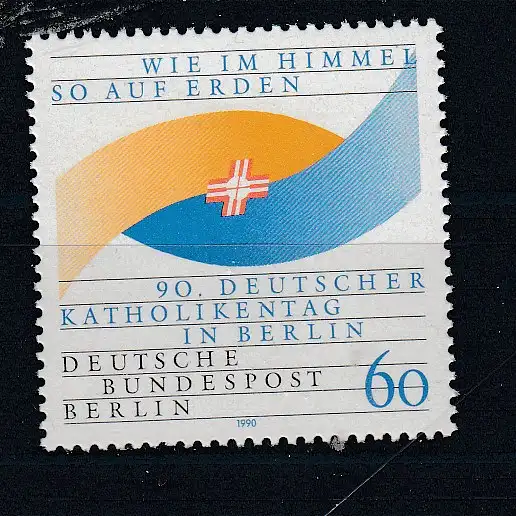 WIE IM HIMMEL
SO AUF ERDEN
90. DEUTSCHER
KATHOLIKENTAG
IN BERLIN
DEUTSCHE
BUNDESPOST
BERLIN
60
1990